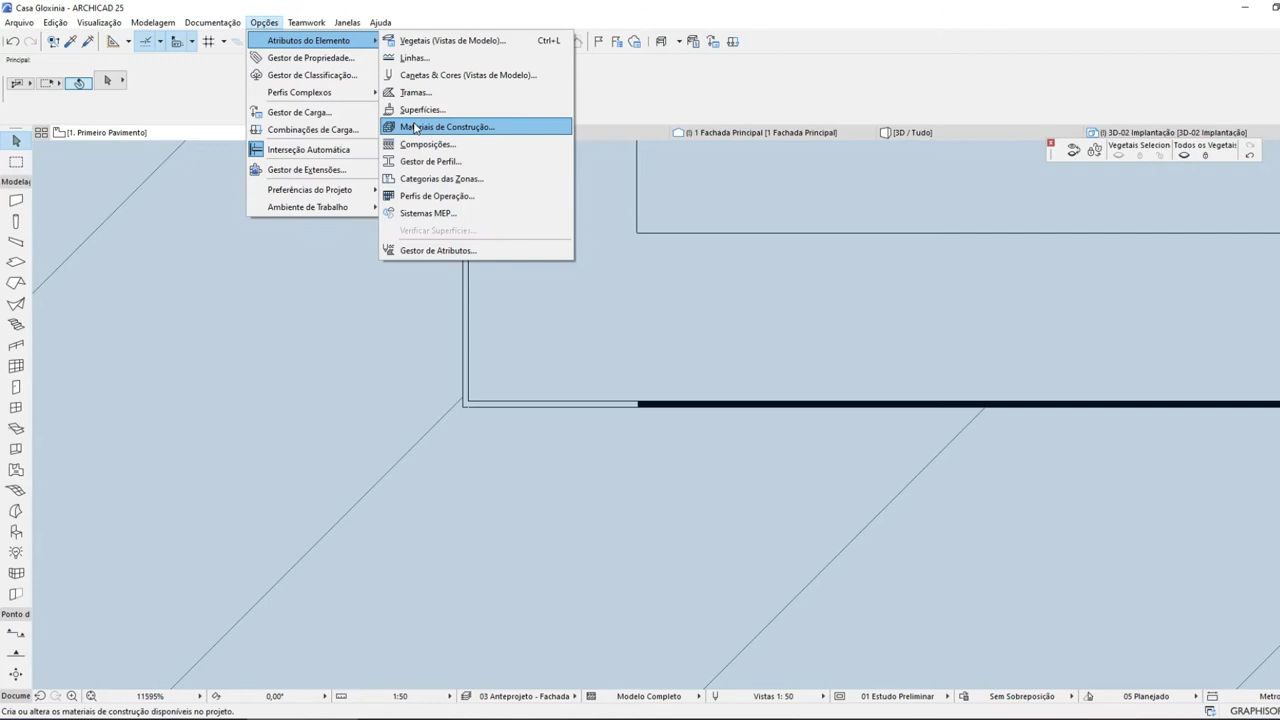 Casa Gloxinia - ARCHICAD 25
Arquivo Edição Visualização Modelagem Documentação Opções Teamwork Janelas Ajuda
Principal:
Atributos do Elemento
Gestor de Propriedade...
Gestor de Classificação...
Perfis Complexos
Gestor de Carga...
Combinações de Carga...
Interseção Automática
Gestor de Extensões...
Preferências do Projeto
Ambiente de Trabalho
Vegetais (Vistas de Modelo)... Ctrl+L
Linhas...
Canetas & Cores (Vistas de Modelo)...
Tramas...
Superfícies...
Materiais de Construção...
Composições...
Gestor de Perfil...
Categorias das Zonas...
Perfis de Operação...
Sistemas MEP...
Verificar Superfícies...
Gestor de Atributos...
[1. Primeiro Pavimento]
(!) 1 Fachada Principal [1 Fachada Principal]
[3D / Tudo]
(!) 3D-02 Implantação [3D-02 Implantação]
Vegetais Selecion Todos os Vegetais
Modelag
Ponto d
Docume
11595% 0,00° 1:50 03 Anteprojeto - Fachada Modelo Completo Vistas 1: 50 01 Estudo Preliminar Sem Sobreposição 05 Planejado Metro
Cria ou altera os materiais de construção disponíveis no projeto.
GRAPHISOF